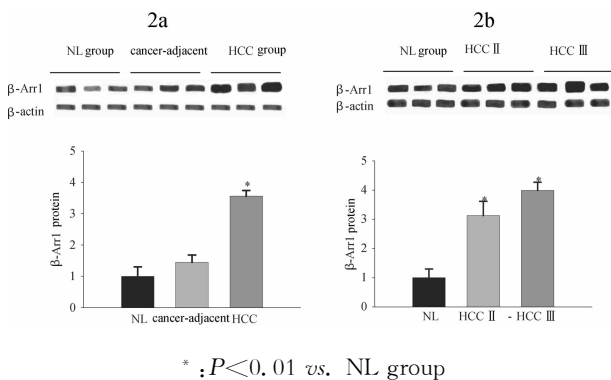 2a
NL group cancer-adjacent HCC group
β-Arr1
β-actin
5
4
3
2
1
0
β-Arr1 protein
*
NL cancer-adjacent HCC
2b
NL group HCC Ⅱ HCC Ⅲ
β-Arr1
β-actin
5
4
3
2
1
0
β-Arr1 protein
*
*
NL HCC Ⅱ - HCC Ⅲ
* :P<0. 01 vs. NL group